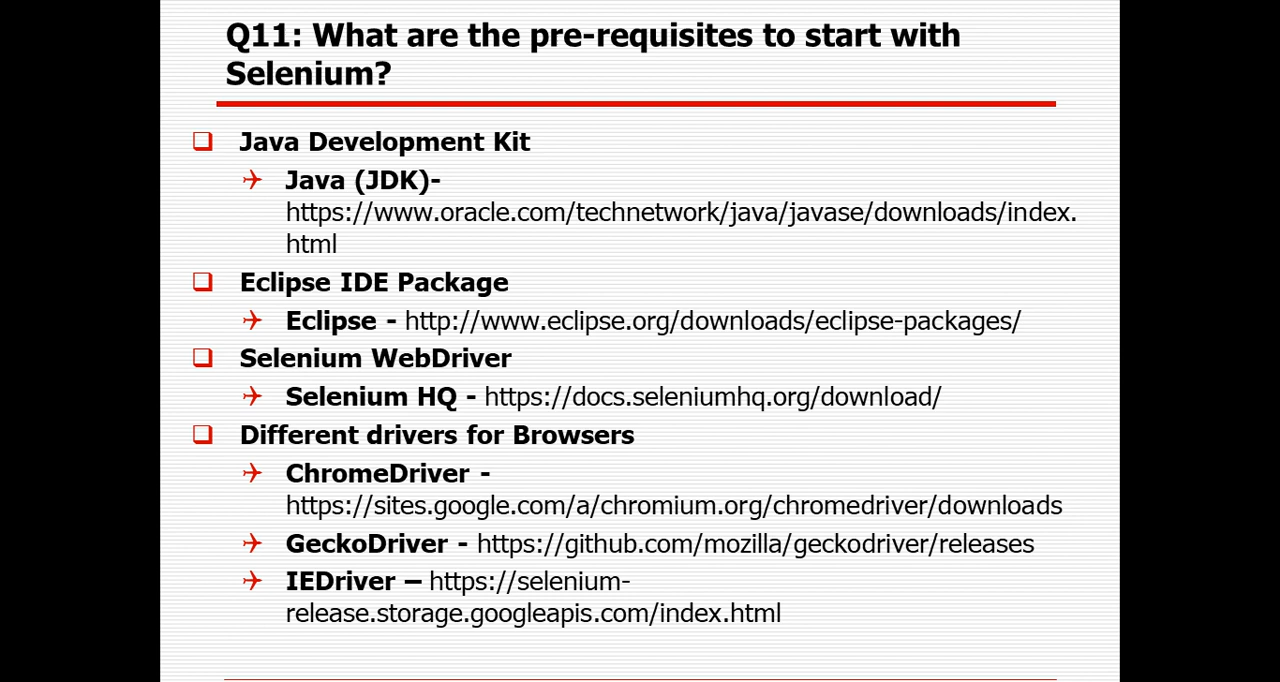 Q11: What are the pre-requisites to start with
Selenium?
Java Development Kit
Java (JDK)-
https://www.oracle.com/technetwork/java/javase/downloads/index.
html
Eclipse IDE Package
Eclipse - http://www.eclipse.org/downloads/eclipse-packages/
Selenium WebDriver
Selenium HQ - https://docs.seleniumhq.org/download/
Different drivers for Browsers
ChromeDriver -
https://sites.google.com/a/chromium.org/chromedriver/downloads
GeckoDriver - https://github.com/mozilla/geckodriver/releases
IEDriver – https://selenium-
release.storage.googleapis.com/index.html